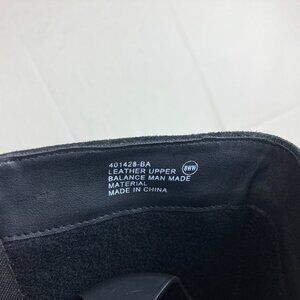 401428-BA
LEATHER UPPER
BALANCE MAN MADE
MATERIAL
MADE IN CHINA